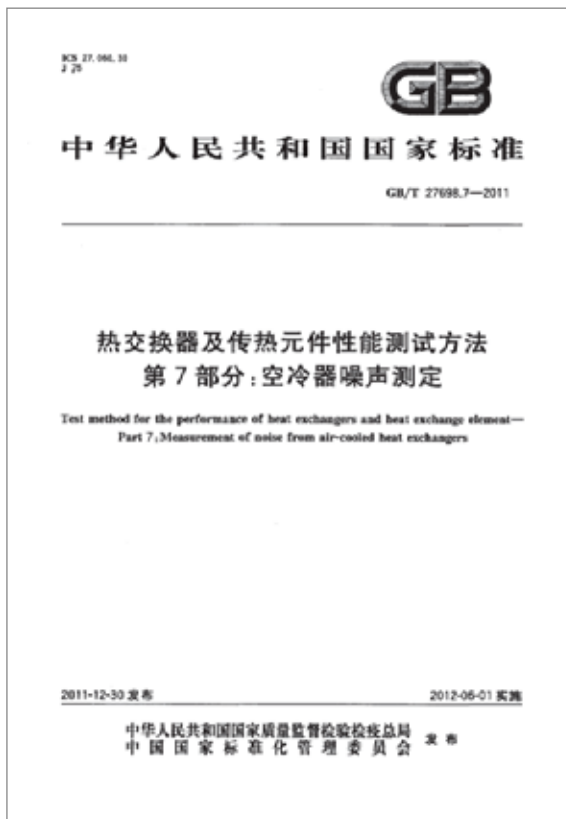 ICS 27.060.30
J 75
GB
中华人民共和国国家标准
GB/T 27698.7—2011
热交换器及传热元件性能测试方法
第7部分:空冷器噪声测定
Test method for the performance of heat exchangers and heat exchange element—
Part 7:Measurement of noise from air-cooled heat exchangers
2011-12-30 发布
2012-06-01 实施
中华人民共和国国家质量监督检验检疫总局
中国国家标准化管理委员会
发布